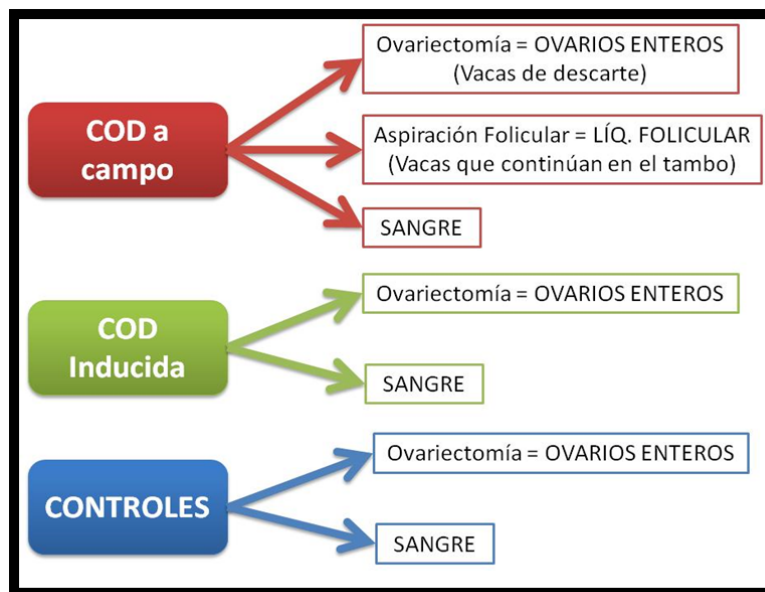 COD a
campo
Ovariectomía = OVARIOS ENTEROS
(Vacas de descarte)
Aspiración Folicular = LÍQ. FOLICULAR
(Vacas que continúan en el tambo)
SANGRE
COD
Inducida
Ovariectomía = OVARIOS ENTEROS
SANGRE
CONTROLES
Ovariectomía = OVARIOS ENTEROS
SANGRE